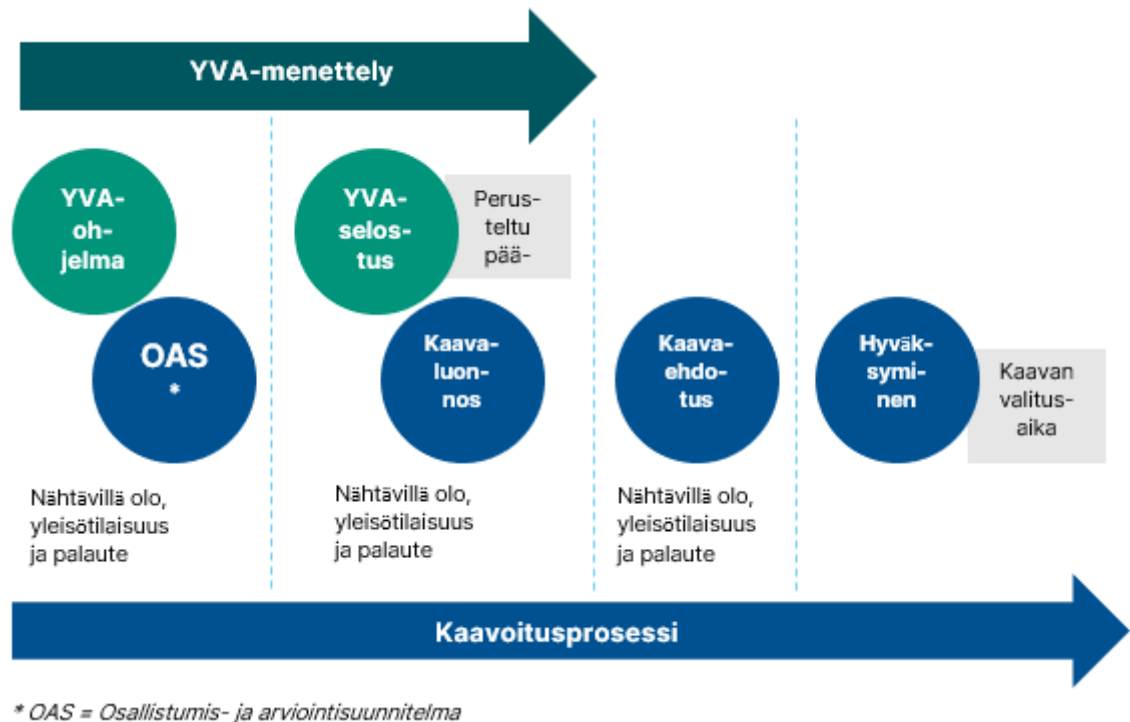 YVA-menettely
YVA-
oh-
jelma
YVA-
selos-
tus
Perus-
teltu
pää-
OAS
*
Kaava-
luon-
nos
Kaava-
ehdo-
tus
Hyväk-
symi-
nen
Kaavan
valitus-
aika
Nähtävillä olo,
yleisötilaisuus
ja palaute
Nähtävillä olo,
yleisötilaisuus
ja palaute
Nähtävillä olo,
yleisötilaisuus
ja palaute
Kaavoitusprosessi
* OAS = Osallistumis- ja arviointisuunnitelma